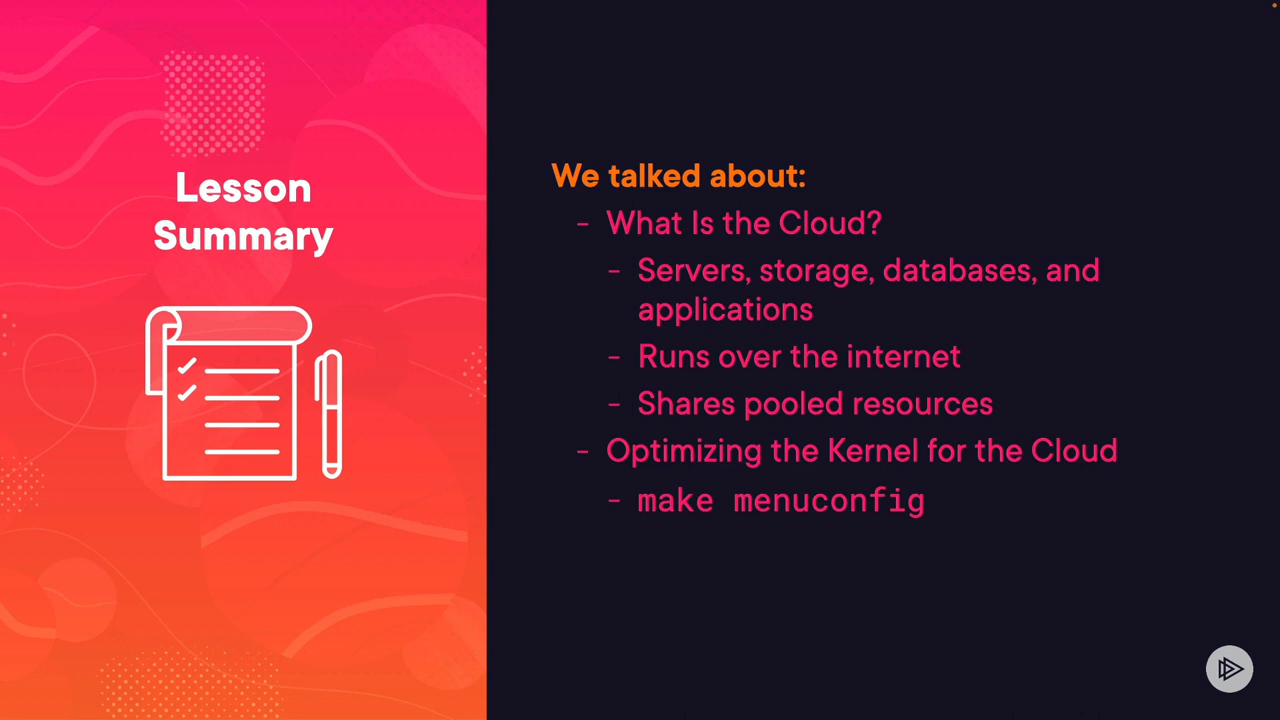 Lesson
Summary
We talked about:
- What Is the Cloud?
- Servers, storage, databases, and
applications
- Runs over the internet
- Shares pooled resources
- Optimizing the Kernel for the Cloud
- make menuconfig